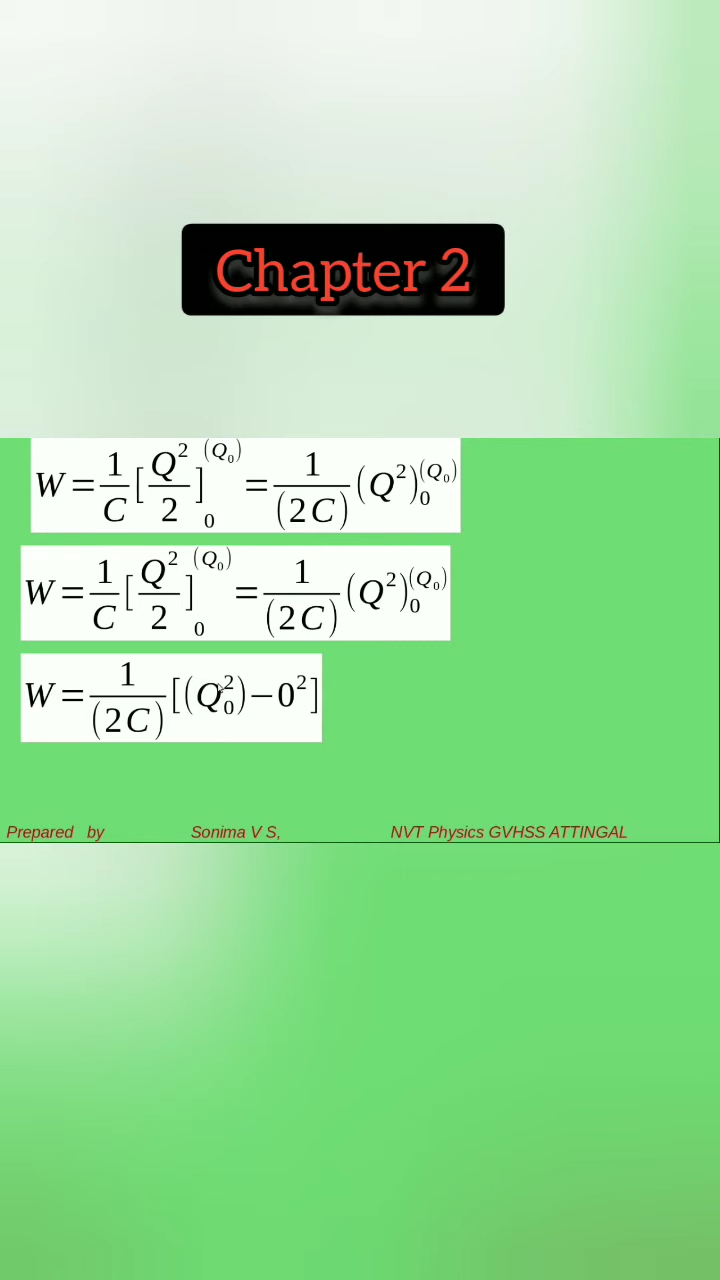 Chapter 2
W = 1/C [Q²/2]₀^(Q₀) = 1/(2C) (Q²)₀^(Q₀)
W = 1/C [Q²/2]₀^(Q₀) = 1/(2C) (Q²)₀^(Q₀)
W = 1/(2C) [(Q₀²) − 0²]
Prepared by Sonima V S, NVT Physics GVHSS ATTINGAL